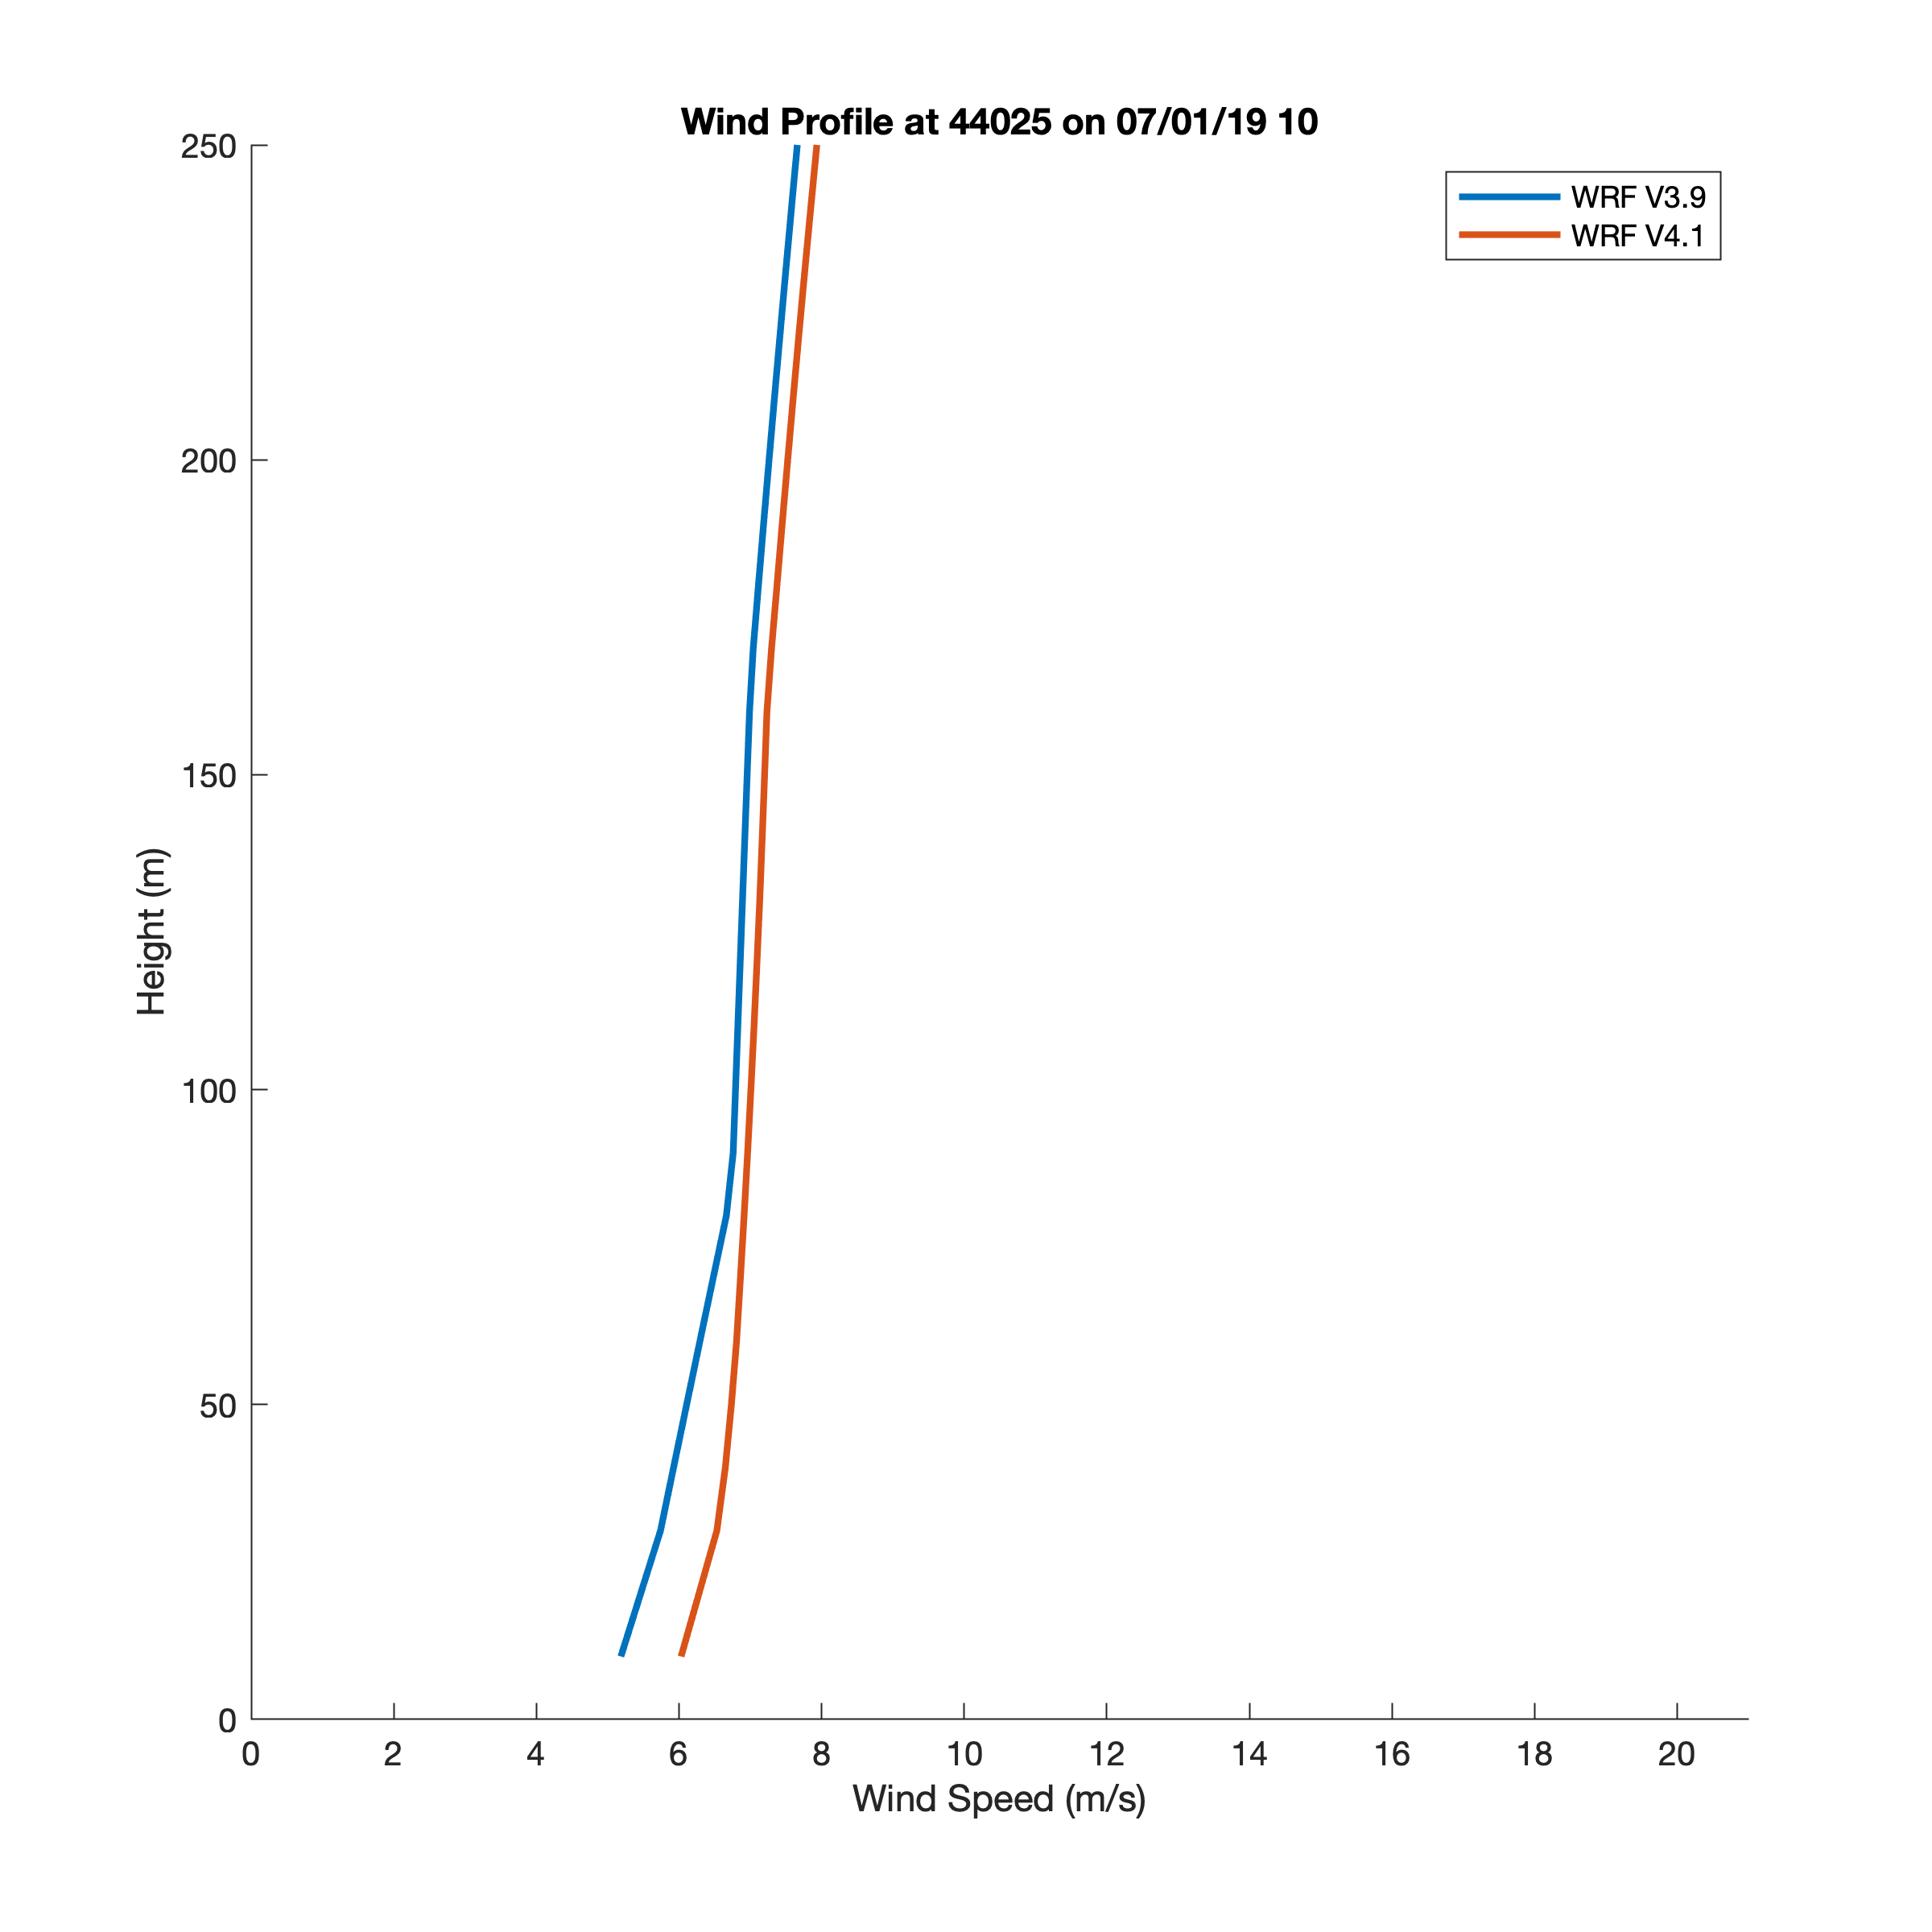 Wind Profile at 44025 on 07/01/19 10
WRF V3.9
WRF V4.1
250
200
150
100
50
0
Height (m)
0 2 4 6 8 10 12 14 16 18 20
Wind Speed (m/s)